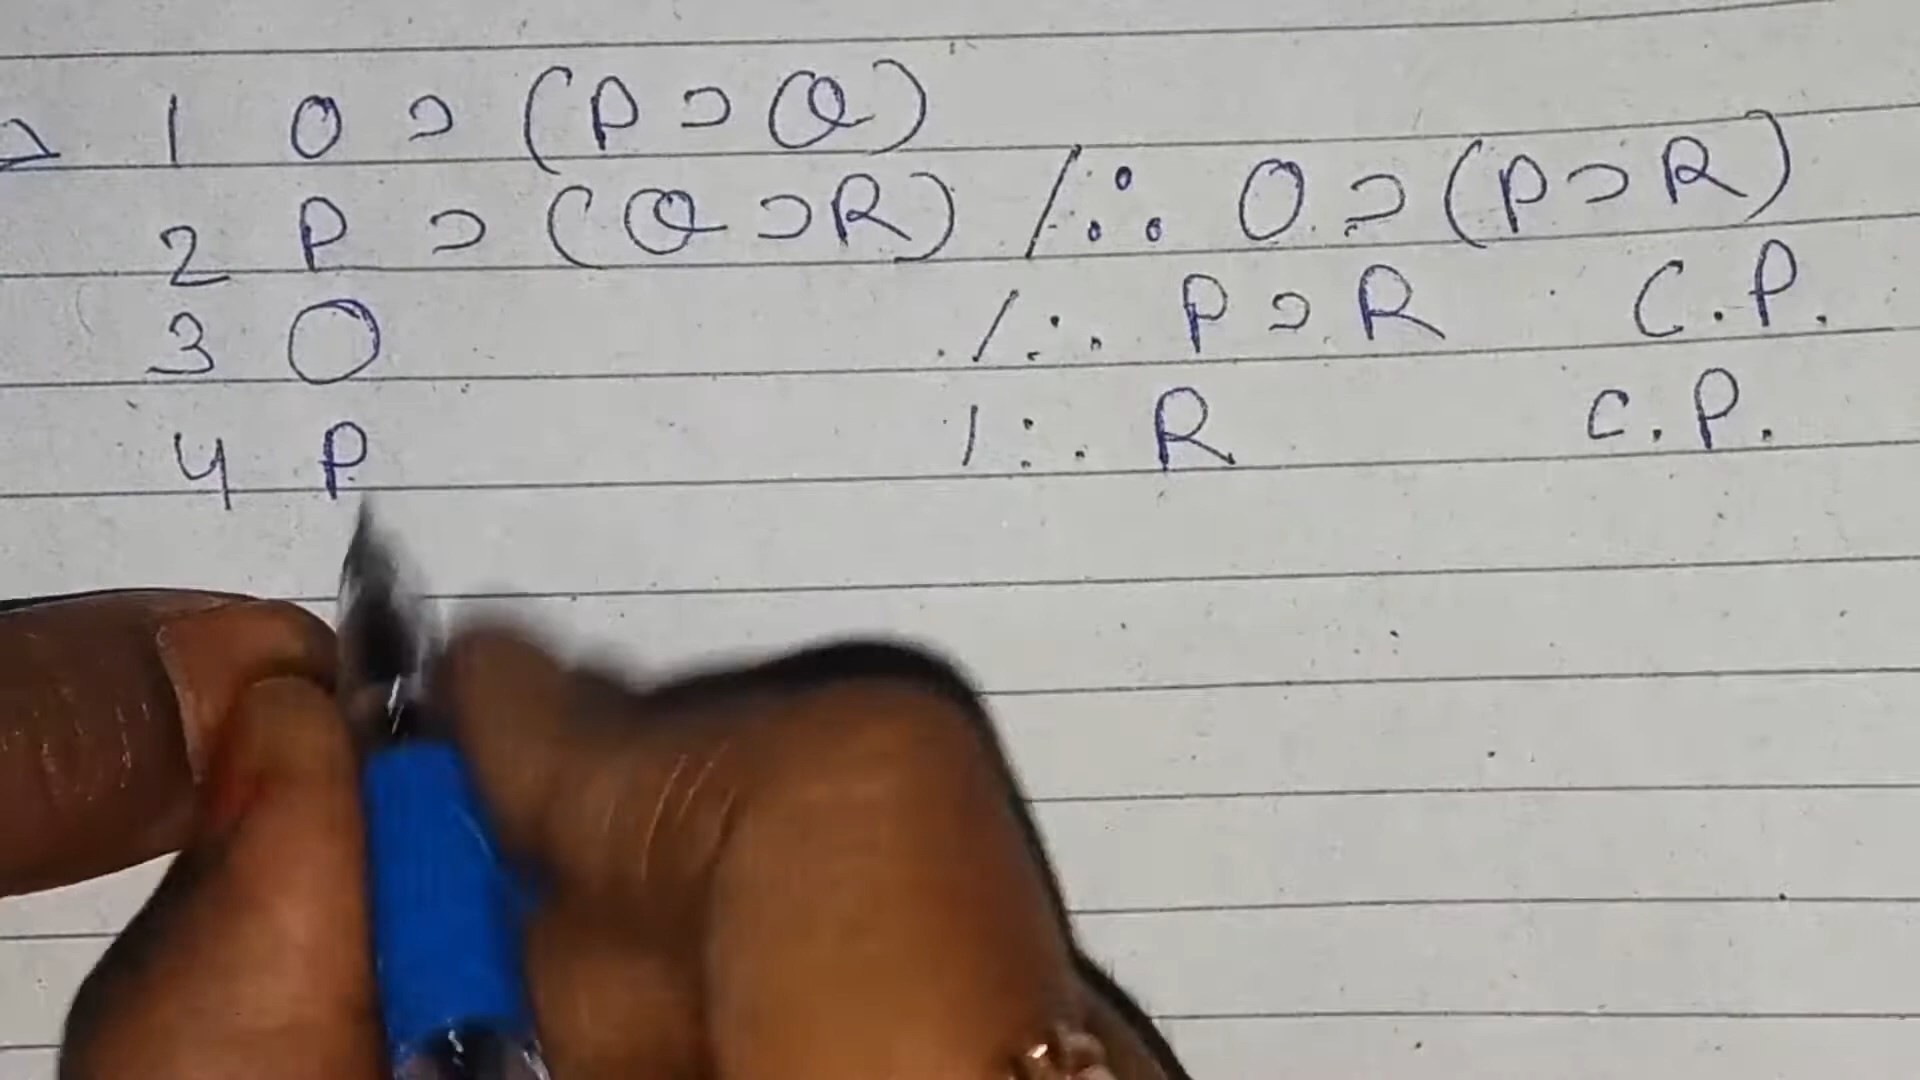 1 O ⊃ (P ⊃ Q)
2 P ⊃ (Q ⊃ R) /∴ O ⊃ (P ⊃ R)
3 O /∴ P ⊃ R C.P.
4 P /∴ R C.P.